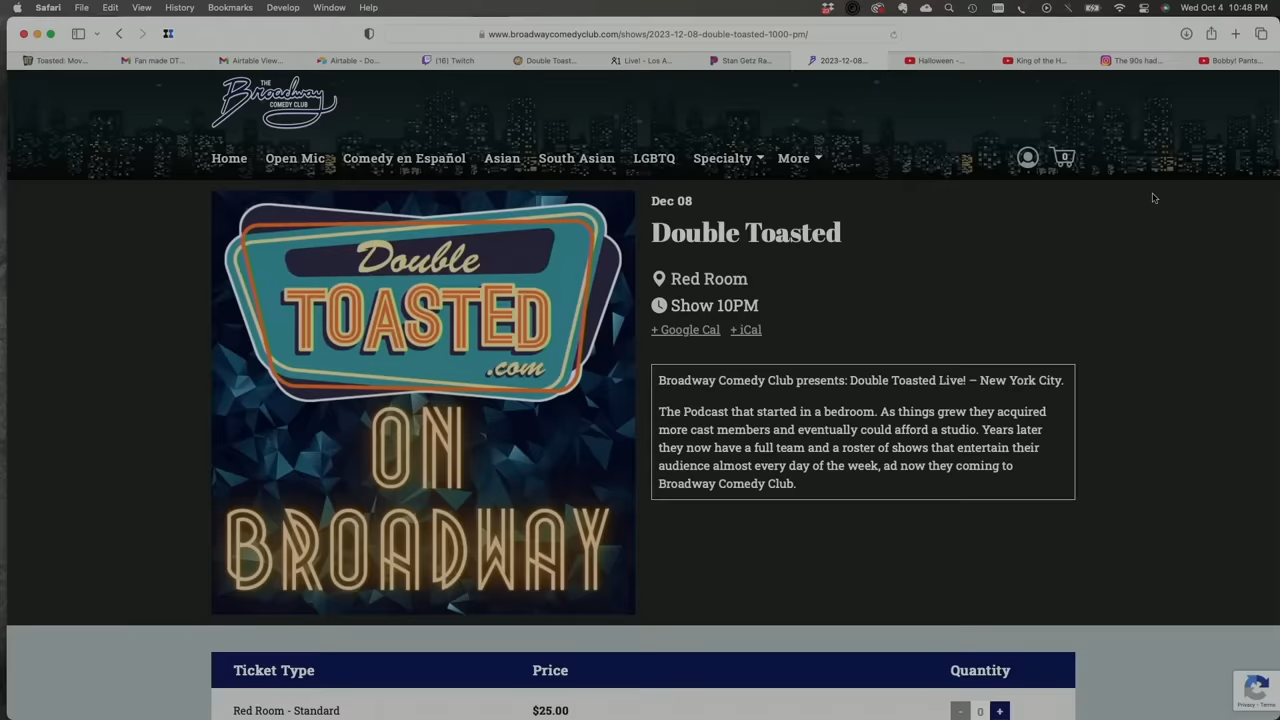 Safari File Edit View History Bookmarks Develop Window Help Wed Oct 4 10:48 PM
www.broadwaycomedyclub.com/shows/2023-12-08-double-toasted-1000-pm/
Toasted: Mov... Fan made DT... Airtable View... Airtable - Do... (16) Twitch Double Toast... Live! - Los A... Stan Getz Ra... 2023-12-08... Halloween -... King of the H... The 90s had... Bobby! Pants...
THE
Broadway
COMEDY CLUB
Home Open Mic Comedy en Español Asian South Asian LGBTQ Specialty More 0
Dec 08
Double Toasted
Red Room
Show 10PM
+ Google Cal + iCal
Broadway Comedy Club presents: Double Toasted Live! – New York City.
The Podcast that started in a bedroom. As things grew they acquired
more cast members and eventually could afford a studio. Years later
they now have a full team and a roster of shows that entertain their
audience almost every day of the week, ad now they coming to
Broadway Comedy Club.
Double
TOASTED
.com
ON
BROADWAY
Ticket Type Price Quantity
Red Room - Standard $25.00 - 0 +
Privacy - Terms